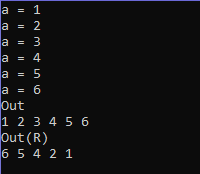 a = 1
a = 2
a = 3
a = 4
a = 5
a = 6
Out
1 2 3 4 5 6
Out(R)
6 5 4 2 1